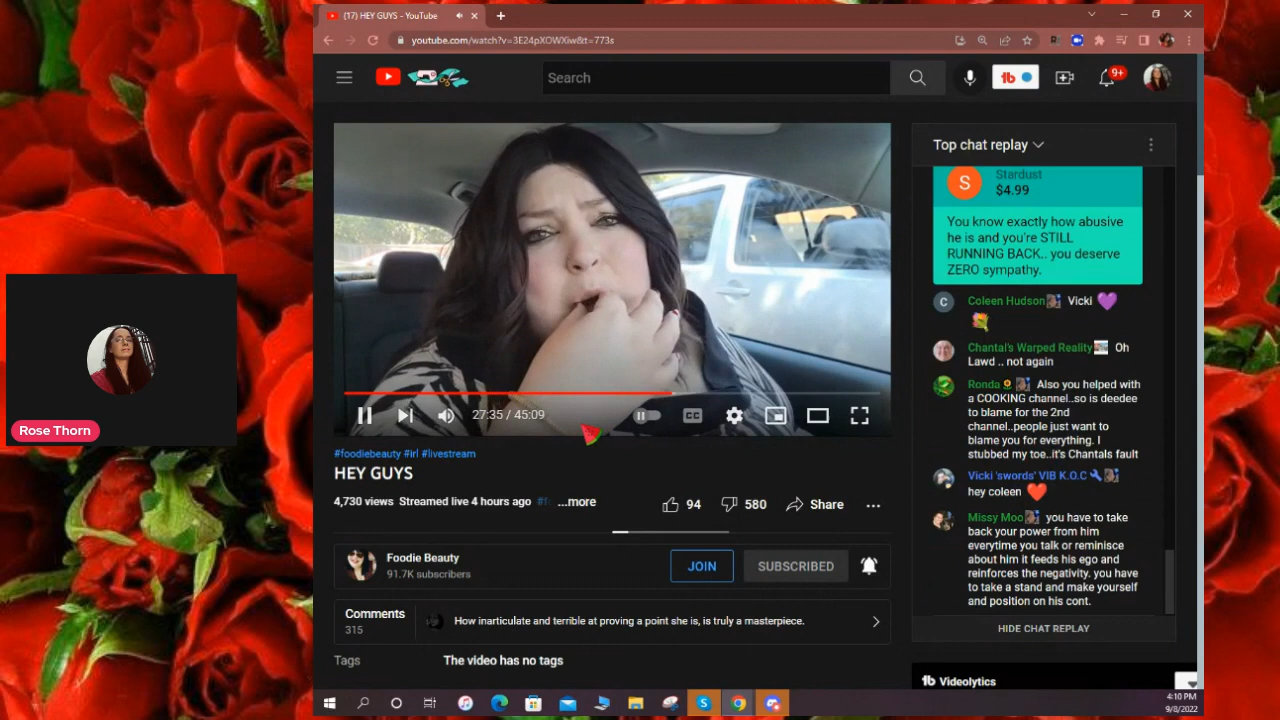 (17) HEY GUYS - YouTube
youtube.com/watch?v=3E24pXOWXiw&t=773s
Search
9+
Top chat replay
S
Stardust
$4.99
You know exactly how abusive
he is and you're STILL
RUNNING BACK.. you deserve
ZERO sympathy.
C
Coleen Hudson Vicki
Chantal's Warped Reality Oh
Lawd .. not again
Ronda Also you helped with
a COOKING channel..so is deedee
to blame for the 2nd
channel..people just want to
blame you for everything. I
stubbed my toe..it's Chantals fault
Vicki 'swords' VIB K.O.C
hey coleen
Missy Moo you have to take
back your power from him
everytime you talk or reminisce
about him it feeds his ego and
reinforces the negativity. you have
to take a stand and make yourself
and position on his cont.
HIDE CHAT REPLAY
Rose Thorn
27:35 / 45:09
CC
#foodiebeauty #irl #livestream
HEY GUYS
4,730 views Streamed live 4 hours ago ...more
94
580
Share
Foodie Beauty
91.7K subscribers
JOIN
SUBSCRIBED
Comments
315
How inarticulate and terrible at proving a point she is, is truly a masterpiece.
Tags
The video has no tags
tb Videolytics
4:10 PM
9/8/2022